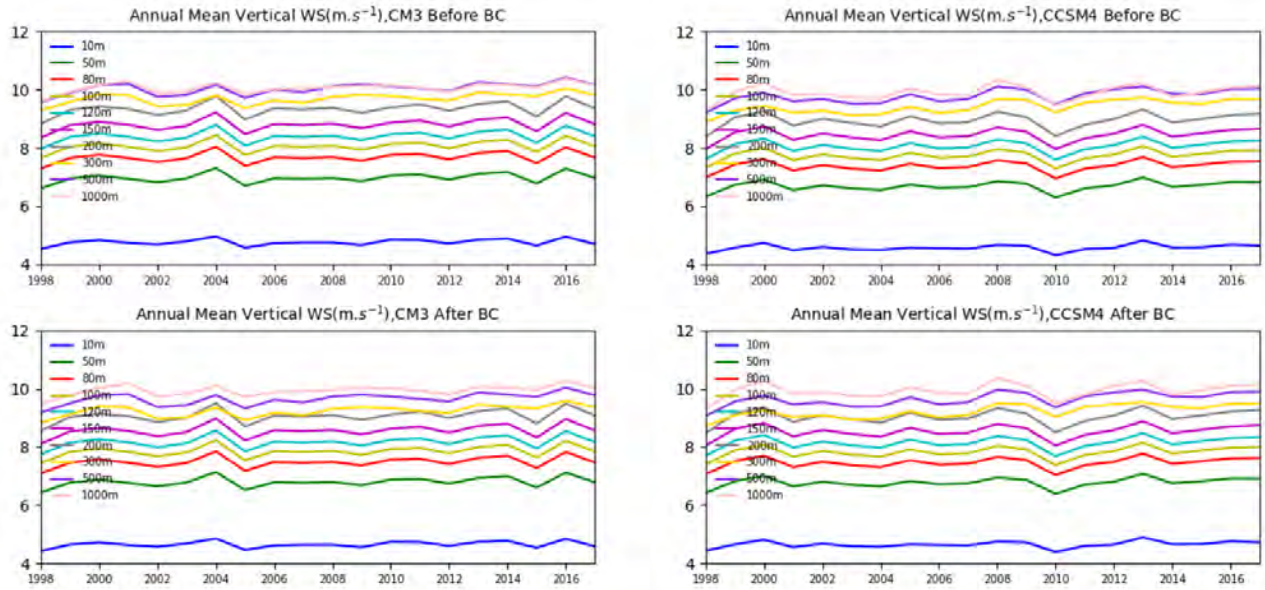 Annual Mean Vertical WS(m.s⁻¹),CM3 Before BC
12
10
8
6
4
10m
50m
80m
100m
120m
150m
200m
300m
500m
1000m
1998 2000 2002 2004 2006 2008 2010 2012 2014 2016
Annual Mean Vertical WS(m.s⁻¹),CCSM4 Before BC
12
10
8
6
4
10m
50m
80m
100m
120m
150m
200m
300m
500m
1000m
1998 2000 2002 2004 2006 2008 2010 2012 2014 2016
Annual Mean Vertical WS(m.s⁻¹),CM3 After BC
12
10
8
6
4
10m
50m
80m
100m
120m
150m
200m
300m
500m
1000m
1998 2000 2002 2004 2006 2008 2010 2012 2014 2016
Annual Mean Vertical WS(m.s⁻¹),CCSM4 After BC
12
10
8
6
4
10m
50m
80m
100m
120m
150m
200m
300m
500m
1000m
1998 2000 2002 2004 2006 2008 2010 2012 2014 2016